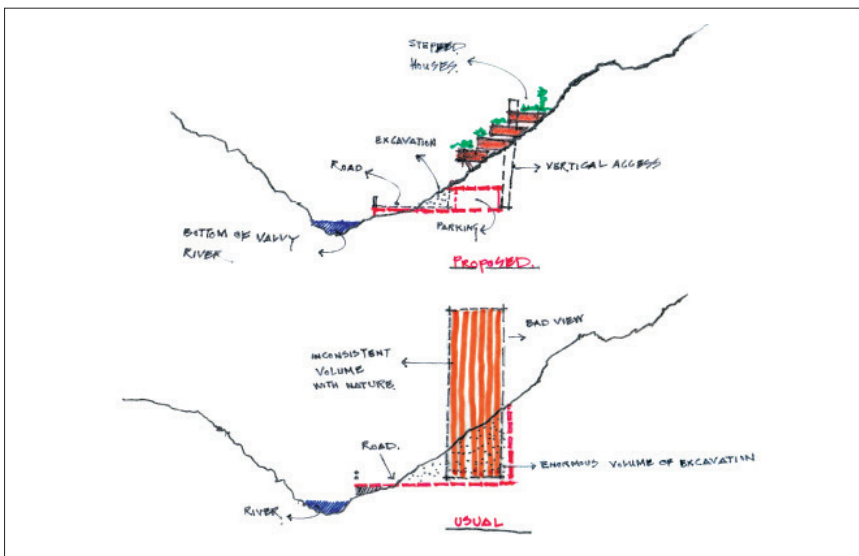 STEPPED
HOUSES.
EXCAVATION
ROAD
VERTICAL ACCESS
BOTTOM OF VALLY
RIVER
PARKING
PROPOSED.
BAD VIEW
INCONSISTENT
VOLUME
WITH NATURE.
ROAD.
ENORMOUS VOLUME OF EXCAVATION
RIVER
USUAL